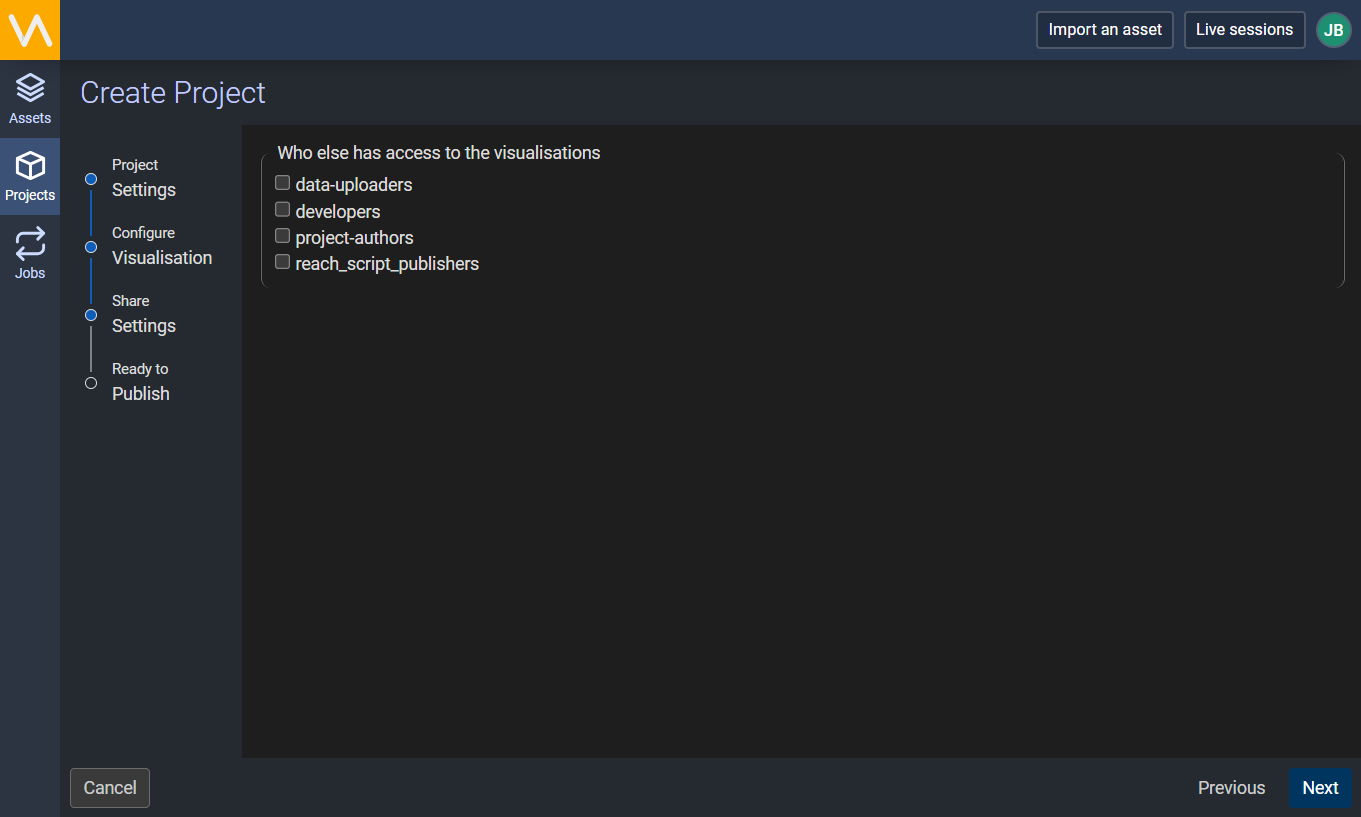 Import an asset
Live sessions
JB
Assets
Projects
Jobs
Create Project
Project
Settings
Configure
Visualisation
Share
Settings
Ready to
Publish
Who else has access to the visualisations
data-uploaders
developers
project-authors
reach_script_publishers
Cancel
Previous
Next